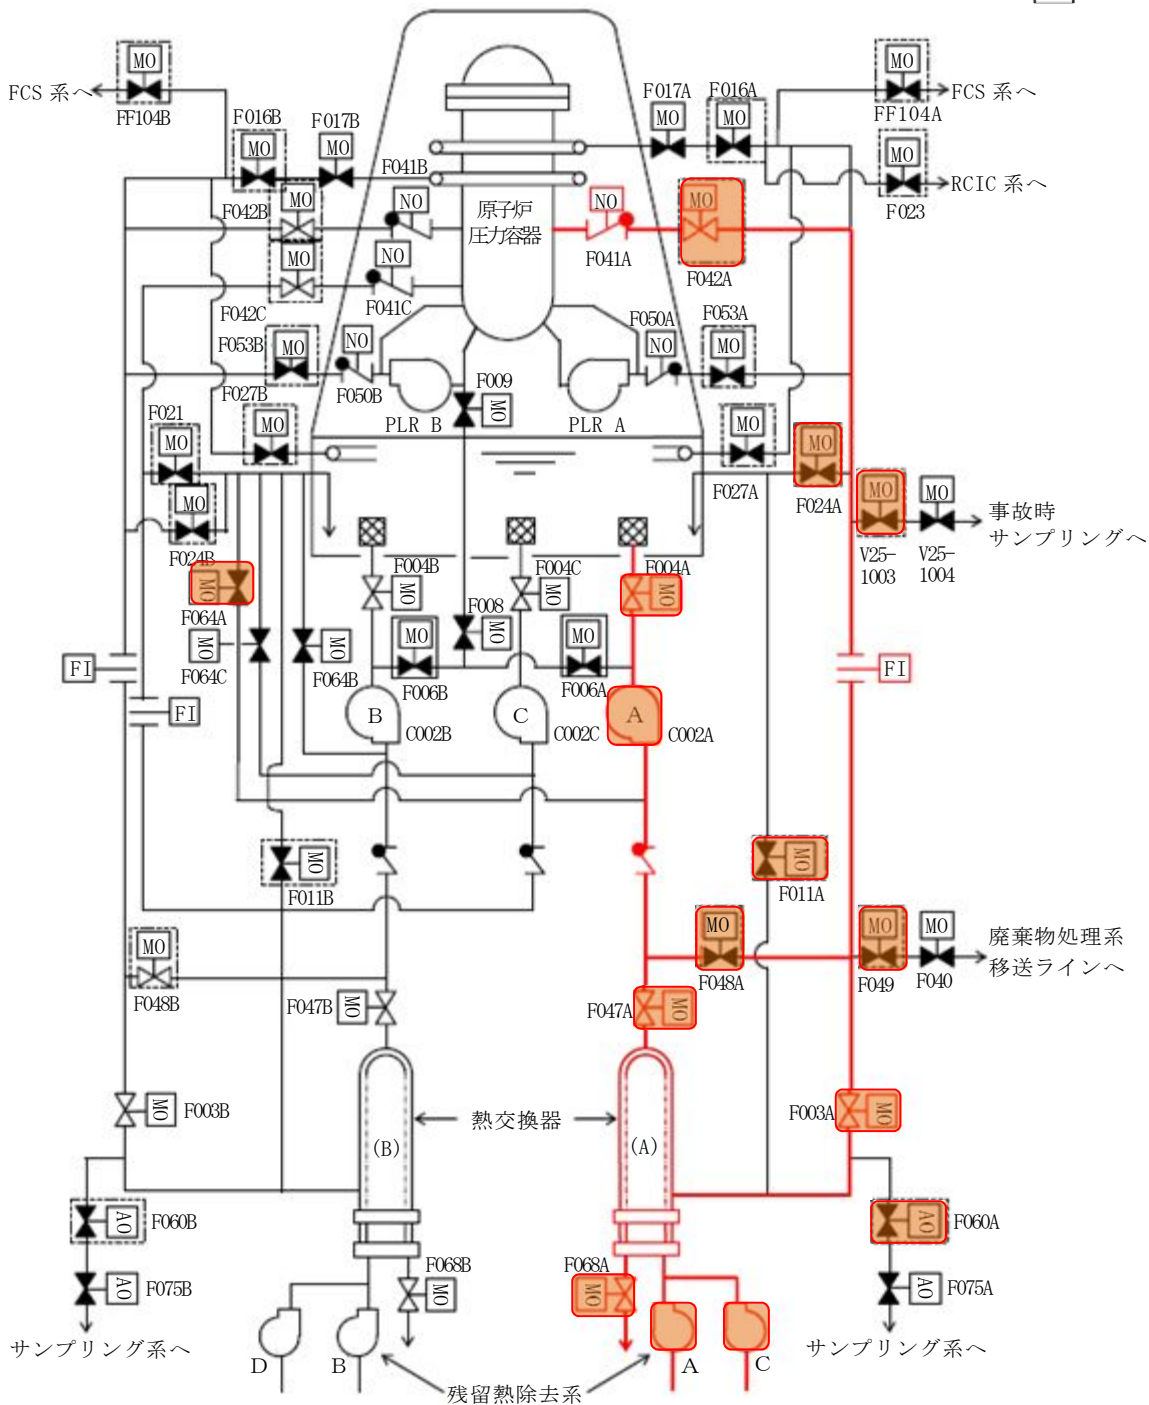 MO
MO
FCS 系へ
FF104B
F016B
F017B
F017A
F016A
FCS 系へ
FF104A
MO
MO
MO
MO
MO
RCIC 系へ
F023
F041B
原子炉
圧力容器
F042B
MO
NO
NO
MO
F041A
F042A
MO
NO
F041C
F042C
F053B
MO
NO
F050B
F050A
NO
F053A
MO
F009
MO
PLR B
PLR A
F027B
MO
F021
MO
MO
F024B
MO
F027A
MO
F024A
MO
V25-
1003
MO
V25-
1004
事故時
サンプリングへ
F004B
MO
F004C
MO
F004A
MO
F008
MO
MO
F064A
MO
F064C
MO
F064B
MO
F006B
MO
F006A
FI
FI
FI
B
C002B
C
C002C
A
C002A
MO
F011B
MO
F011A
MO
F048B
MO
F048A
MO
F049
MO
F040
廃棄物処理系
移送ラインへ
F047B
MO
F047A
MO
MO
F003B
熱交換器
F003A
MO
(B)
(A)
AO
F060B
AO
F060A
AO
F075B
AO
F075A
F068B
MO
F068A
MO
サンプリング系へ
D
B
A
C
サンプリング系へ
残留熱除去系